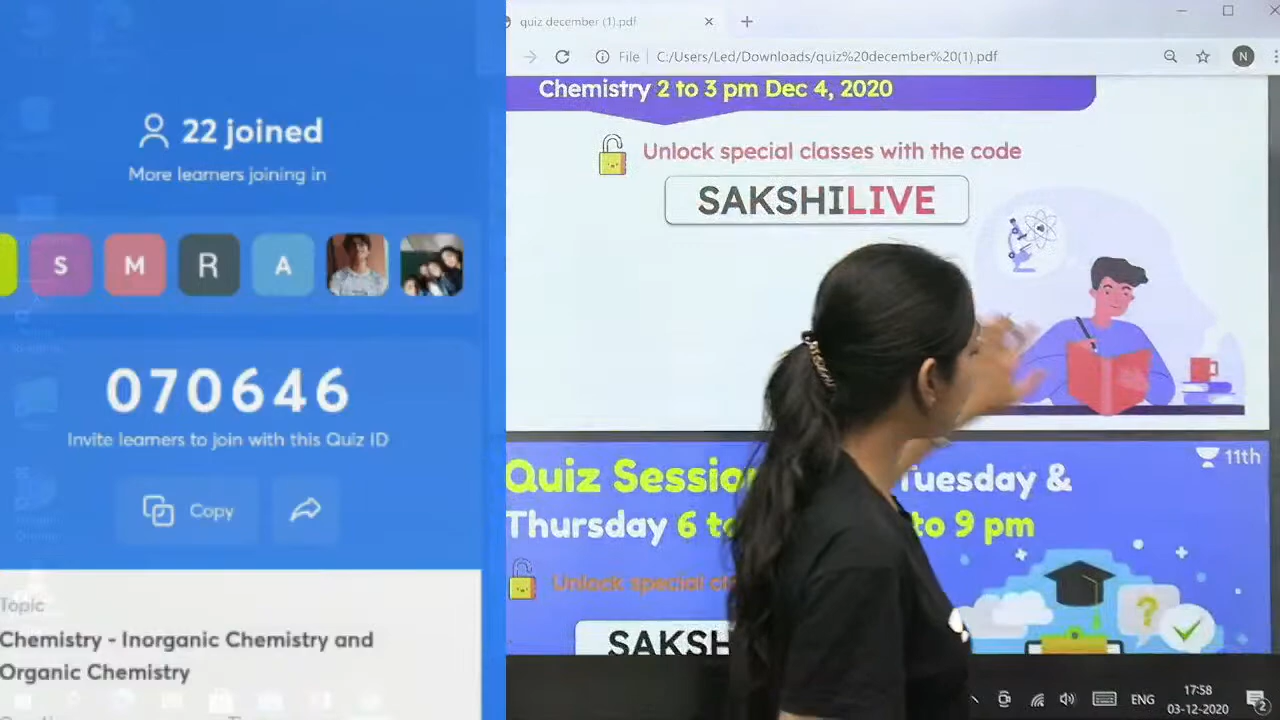 22 joined
More learners joining in
S M R A
070646
Invite learners to join with this Quiz ID
Copy
Topic
Chemistry - Inorganic Chemistry and
Organic Chemistry
quiz december (1).pdf
File C:/Users/Led/Downloads/quiz%20december%20(1).pdf
N
Chemistry 2 to 3 pm Dec 4, 2020
Unlock special classes with the code
SAKSHILIVE
11th
Quiz Tuesday &
Thursday 6 to 9 pm
Unlock special
ENG
17:58
03-12-2020
2